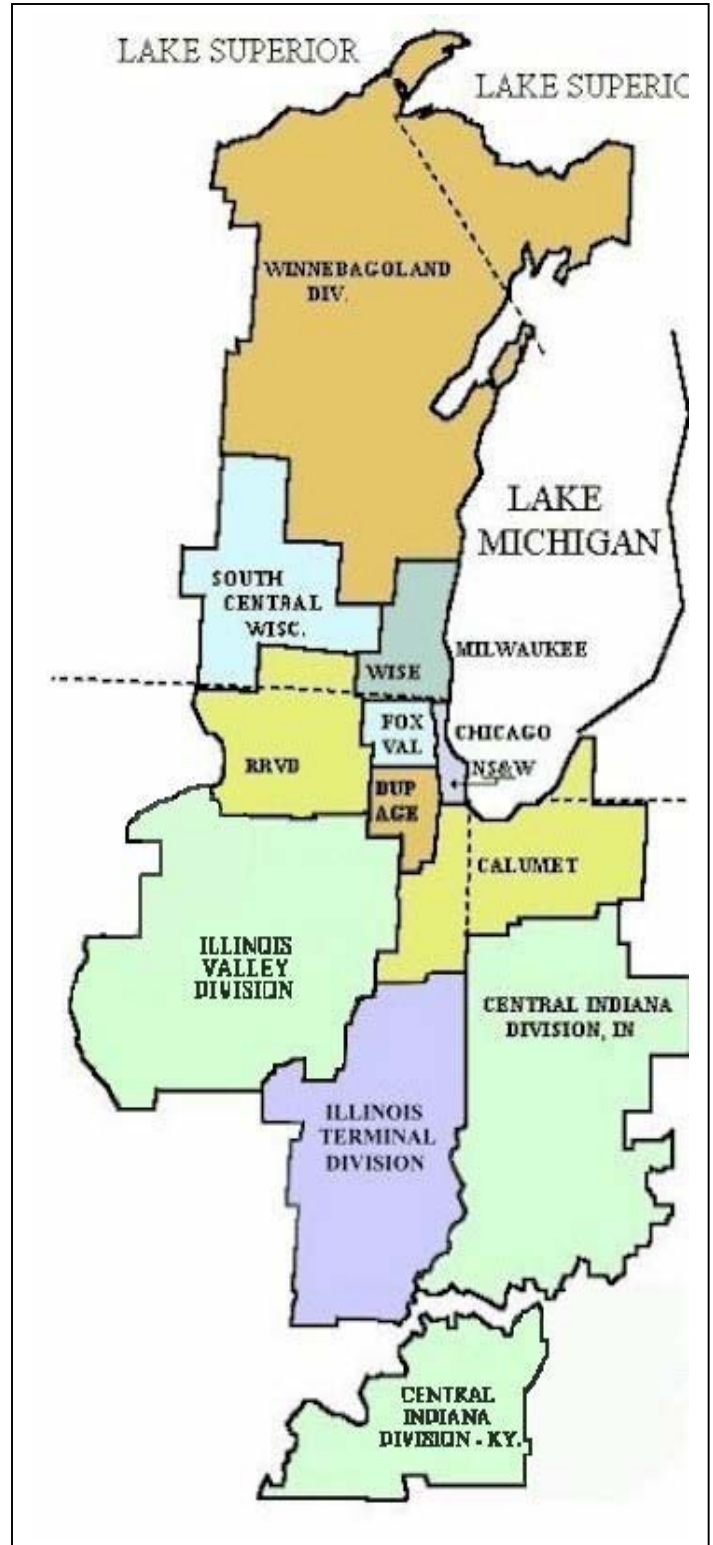 LAKE SUPERIOR
LAKE SUPERIO
WINNEBAGOLAND
DIV.
LAKE
MICHIGAN
SOUTH
CENTRAL
WISC.
WISE
MILWAUKEE
FOX
VAL
CHICAGO
NS&W
RRVD
DUP
AGE
CALUMET
ILLINOIS
VALLEY
DIVISION
CENTRAL INDIANA
DIVISION, IN
ILLINOIS
TERMINAL
DIVISION
CENTRAL
INDIANA
DIVISION - KY.